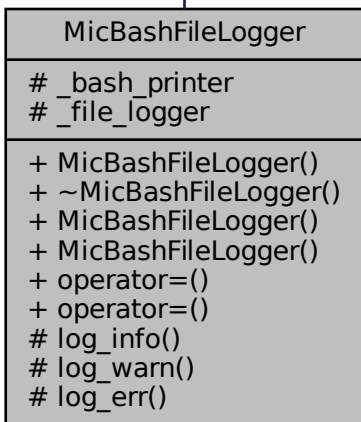 MicBashFileLogger
# _bash_printer
# _file_logger
+ MicBashFileLogger()
+ ~MicBashFileLogger()
+ MicBashFileLogger()
+ MicBashFileLogger()
+ operator=()
+ operator=()
# log_info()
# log_warn()
# log_err()